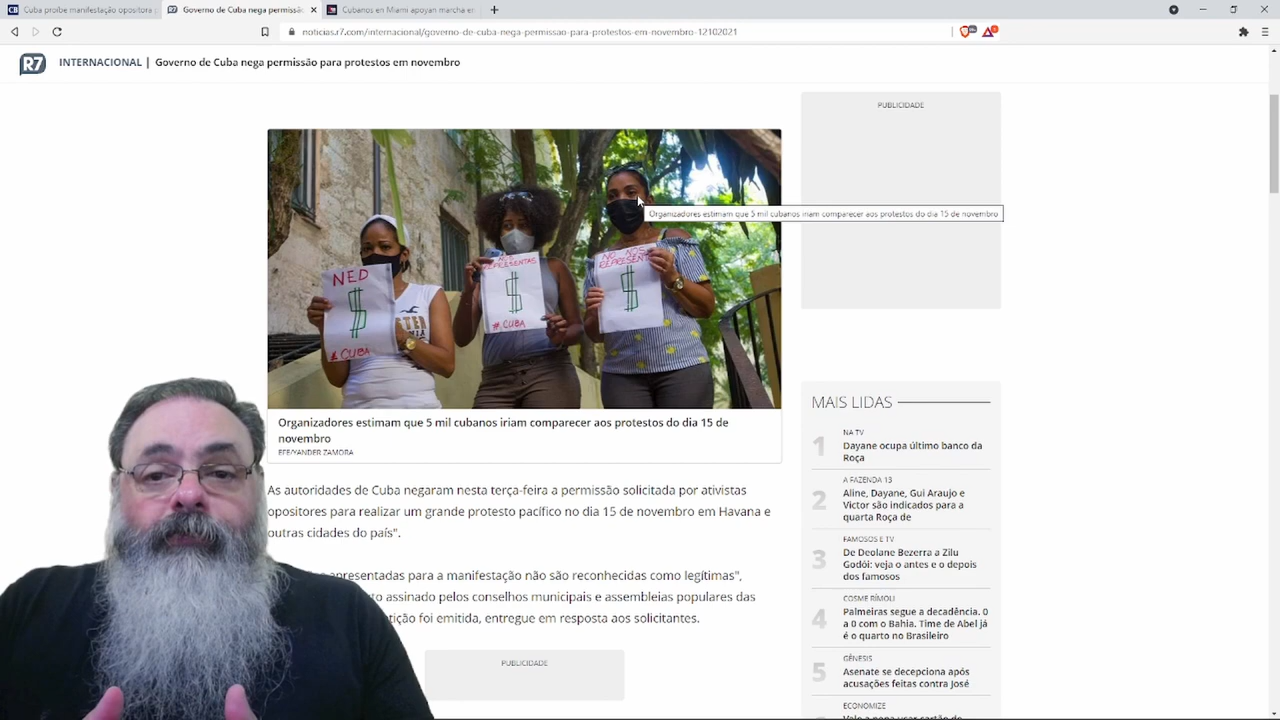 Cuba proíbe manifestação opositora
Governo de Cuba nega permissão
Cubanos en Miami apoyan marcha e
noticias.r7.com/internacional/governo-de-cuba-nega-permissao-para-protestos-em-novembro-12102021
R7 INTERNACIONAL | Governo de Cuba nega permissão para protestos em novembro
PUBLICIDADE
Organizadores estimam que 5 mil cubanos iriam comparecer aos protestos do dia 15 de novembro
NED
$
#CUBA
REPRESENTAS
$
#CUBA
NO NOS
REPRESENT
$
Organizadores estimam que 5 mil cubanos iriam comparecer aos protestos do dia 15 de
novembro
EFE/YANDER ZAMORA
As autoridades de Cuba negaram nesta terça-feira a permissão solicitada por ativistas
opositores para realizar um grande protesto pacífico no dia 15 de novembro em Havana e
outras cidades do país".
apresentadas para a manifestação não são reconhecidas como legítimas",
assinado pelos conselhos municipais e assembleias populares das
foi emitida, entregue em resposta aos solicitantes.
PUBLICIDADE
MAIS LIDAS
1 NA TV
Dayane ocupa último banco da
Roça
2 A FAZENDA 13
Aline, Dayane, Gui Araujo e
Victor são indicados para a
quarta Roça de
3 FAMOSOS E TV
De Deolane Bezerra a Zilu
Godói: veja o antes e o depois
dos famosos
4 COSME RÍMOLI
Palmeiras segue a decadência. 0
a 0 com o Bahia. Time de Abel já
é o quarto no Brasileiro
5 GÊNESIS
Asenate se decepciona após
acusações feitas contra José
ECONOMIZE